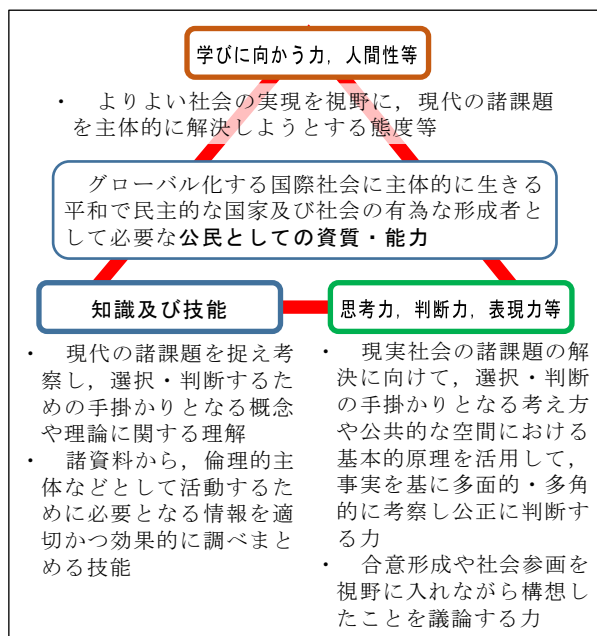 学びに向かう力，人間性等
・　よりよい社会の実現を視野に，現代の諸課題
を主体的に解決しようとする態度等
グローバル化する国際社会に主体的に生きる
平和で民主的な国家及び社会の有為な形成者と
して必要な公民としての資質・能力
知識及び技能
・　現代の諸課題を捉え考
察し，選択・判断するた
めの手掛かりとなる概念
や理論に関する理解
・　諸資料から，倫理的主
体などとして活動するた
めに必要となる情報を適
切かつ効果的に調べまと
める技能
思考力，判断力，表現力等
・　現実社会の諸課題の解
決に向けて，選択・判断
の手掛かりとなる考え方
や公共的な空間における
基本的原理を活用して，
事実を基に多面的・多角
的に考察し公正に判断す
る力
・　合意形成や社会参画を
視野に入れながら構想し
たことを議論する力